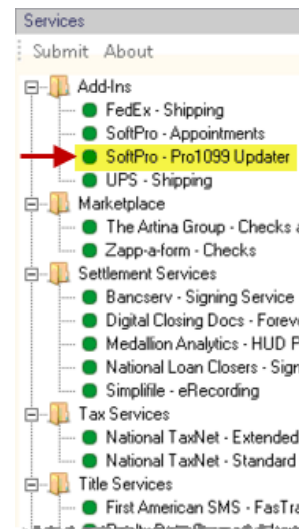 Services
Submit About
Add-Ins
FedEx - Shipping
SoftPro - Appointments
SoftPro - Pro1099 Updater
UPS - Shipping
Marketplace
The Artina Group - Checks
Zapp-a-form - Checks
Settlement Services
Bancserv - Signing Service
Digital Closing Docs -
Medallion Analytics - HUD
National Loan Closers -
Simplifile - eRecording
Tax Services
National TaxNet - Extended
National TaxNet - Standard
Title Services
First American SMS -